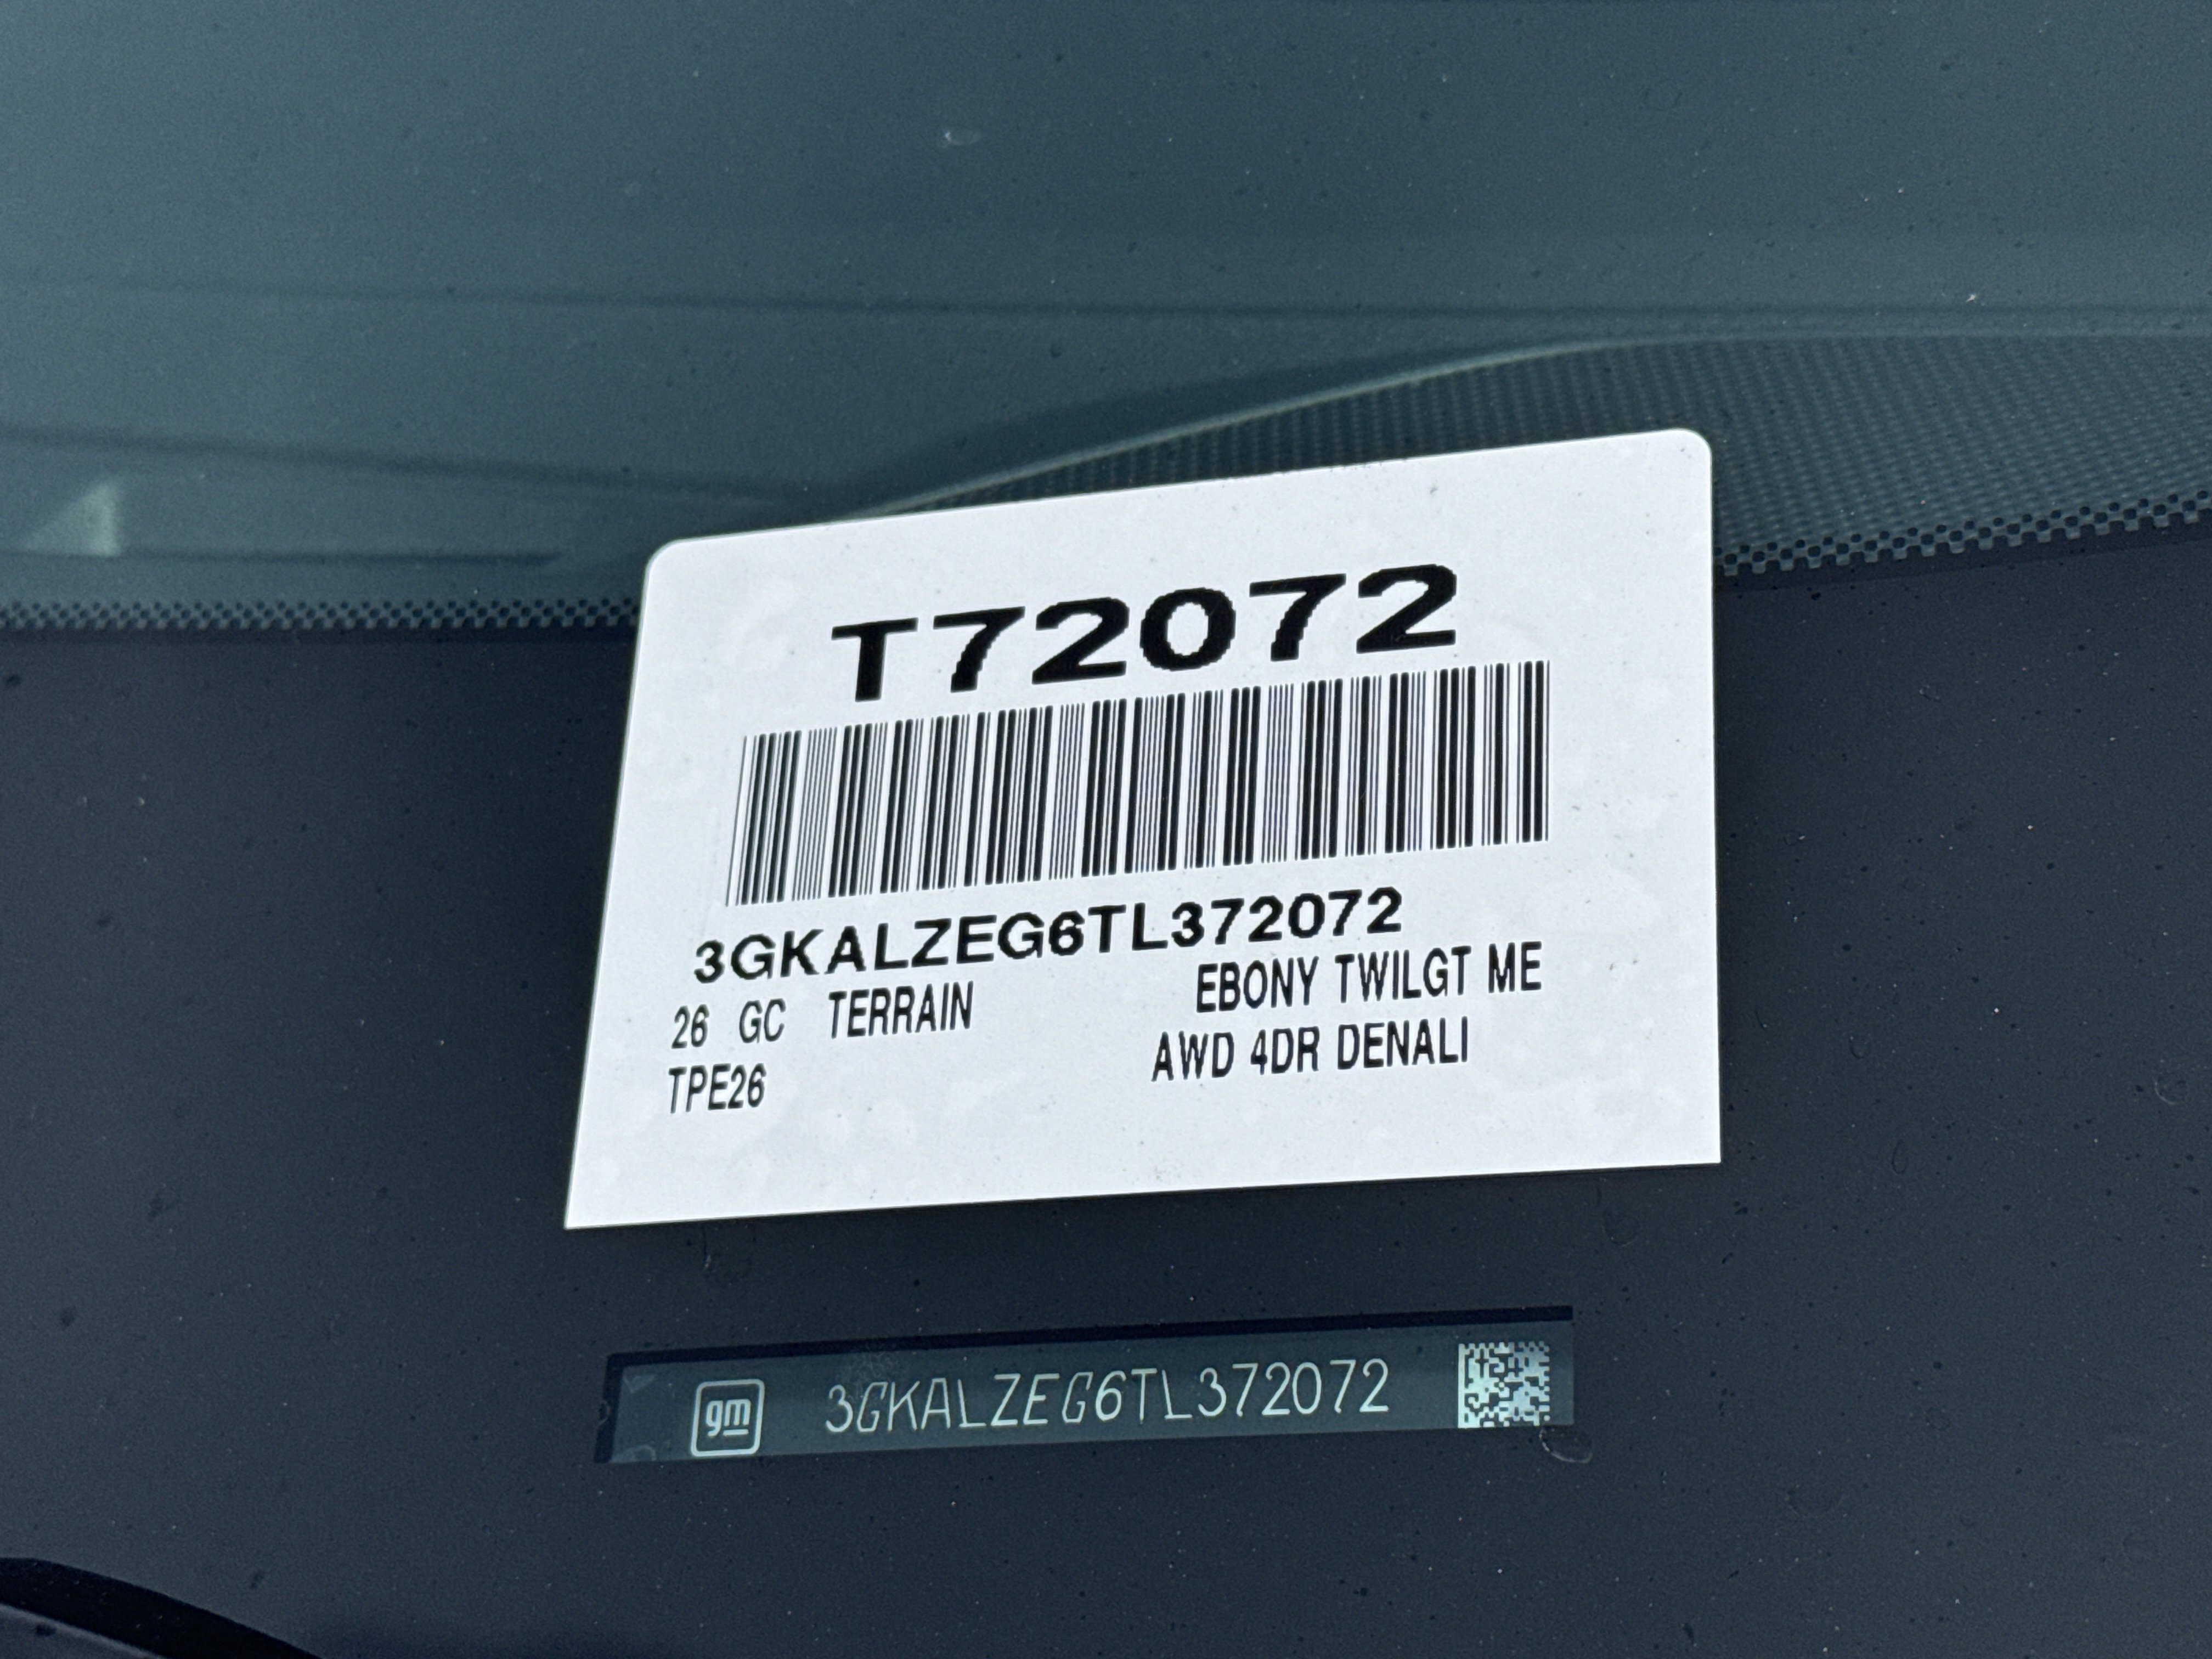 T72072
3GKALZEG6TL372072
26 GC TERRAIN EBONY TWILGT ME
TPE26 AWD 4DR DENALI
gm 3GKALZEG6TL372072